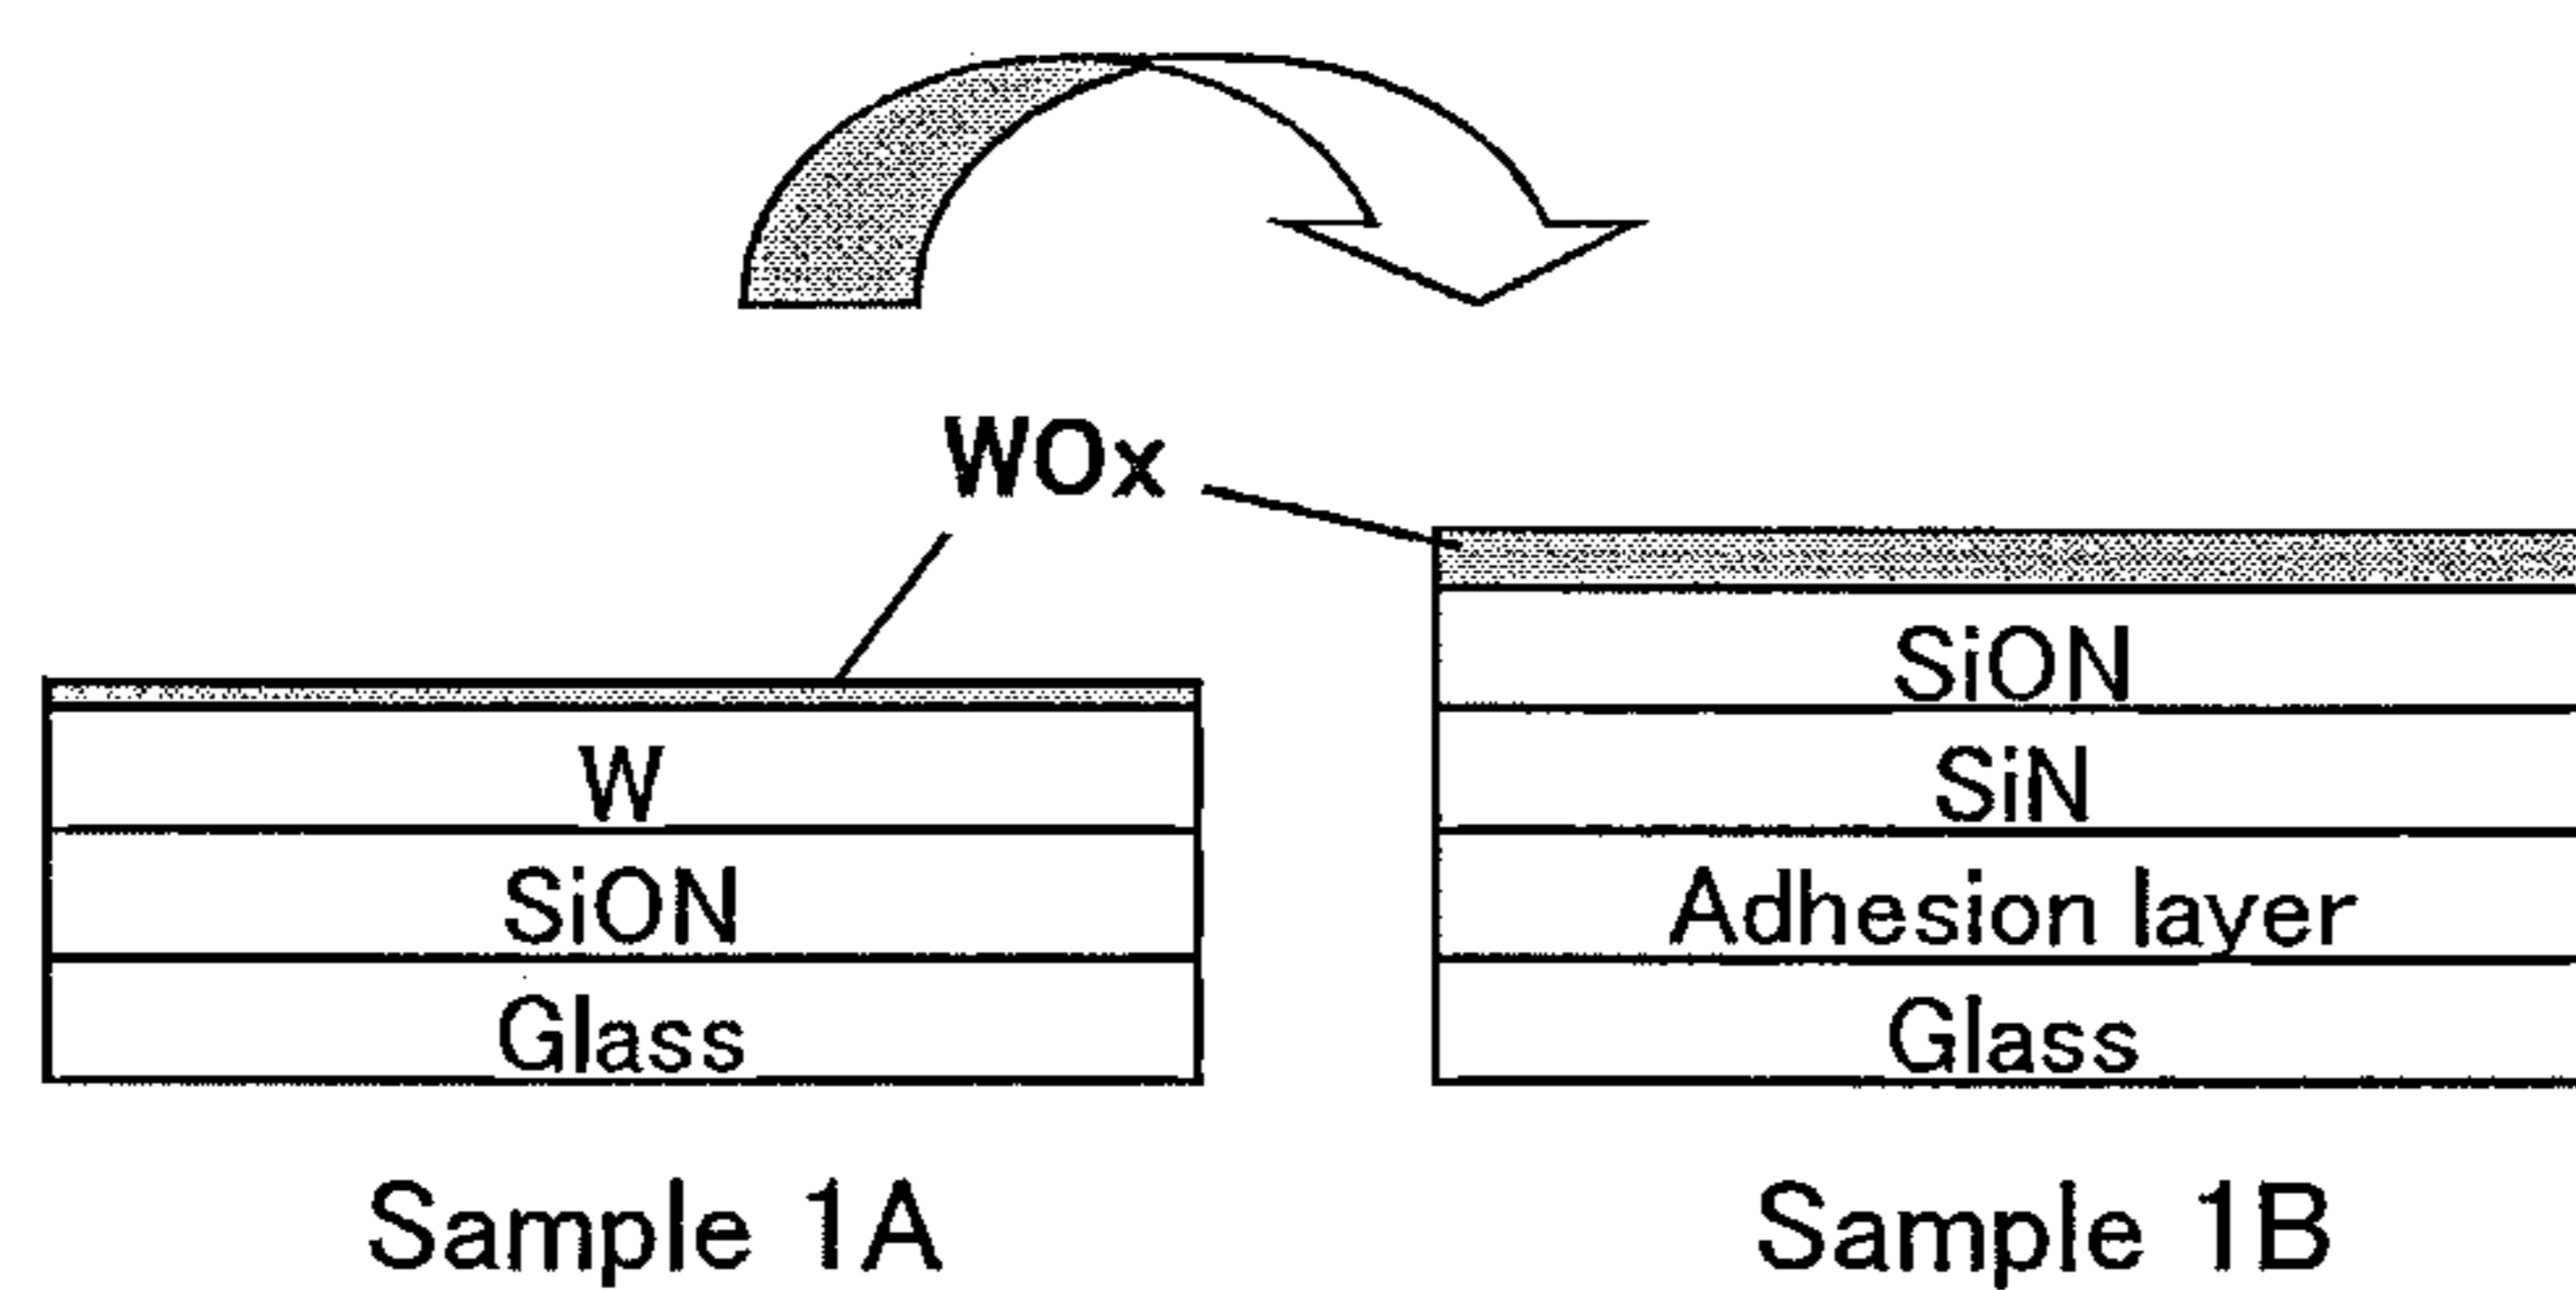 WOx
W
SiON
Glass
Sample 1A
SiON
SiN
Adhesion layer
Glass
Sample 1B